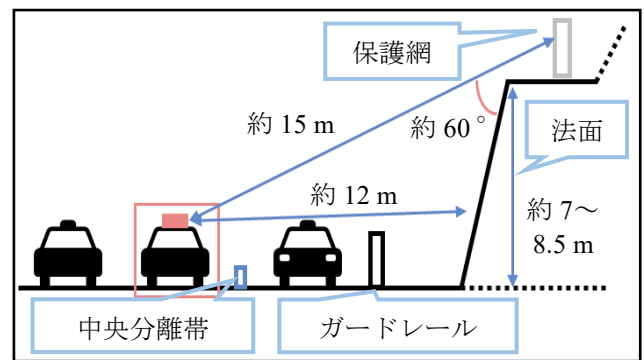 保護網
約 15 m
約 60 °
法面
約 12 m
約 7～
8.5 m
中央分離帯
ガードレール